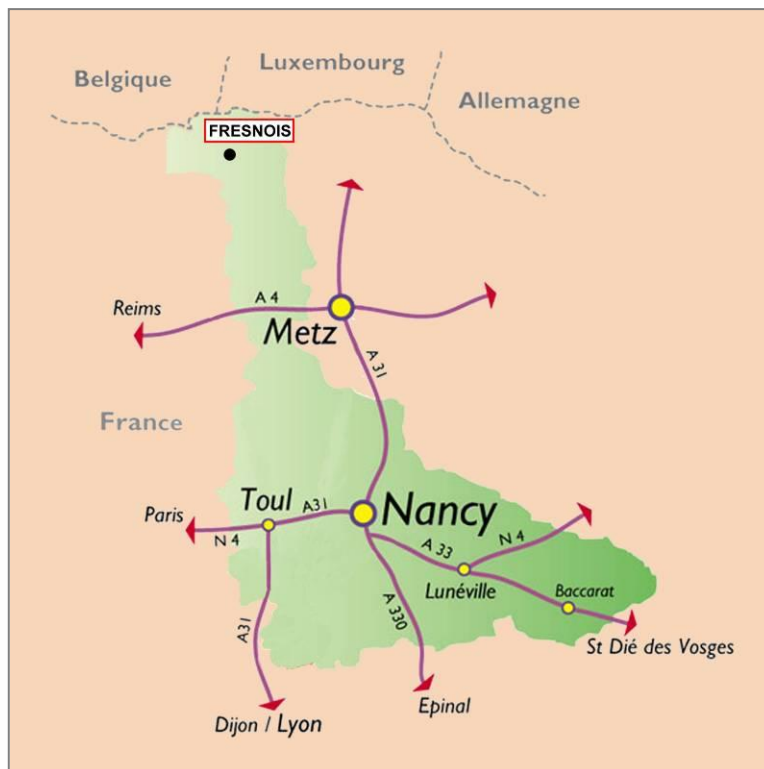 Luxembourg
Belgique
Allemagne
FRESNOIS
A 4
Reims
Metz
A 31
France
Toul
A31
Nancy
Paris
N 4
A 33
N 4
Lunéville
Baccarat
A 330
A31
St Dié des Vosges
Epinal
Dijon / Lyon